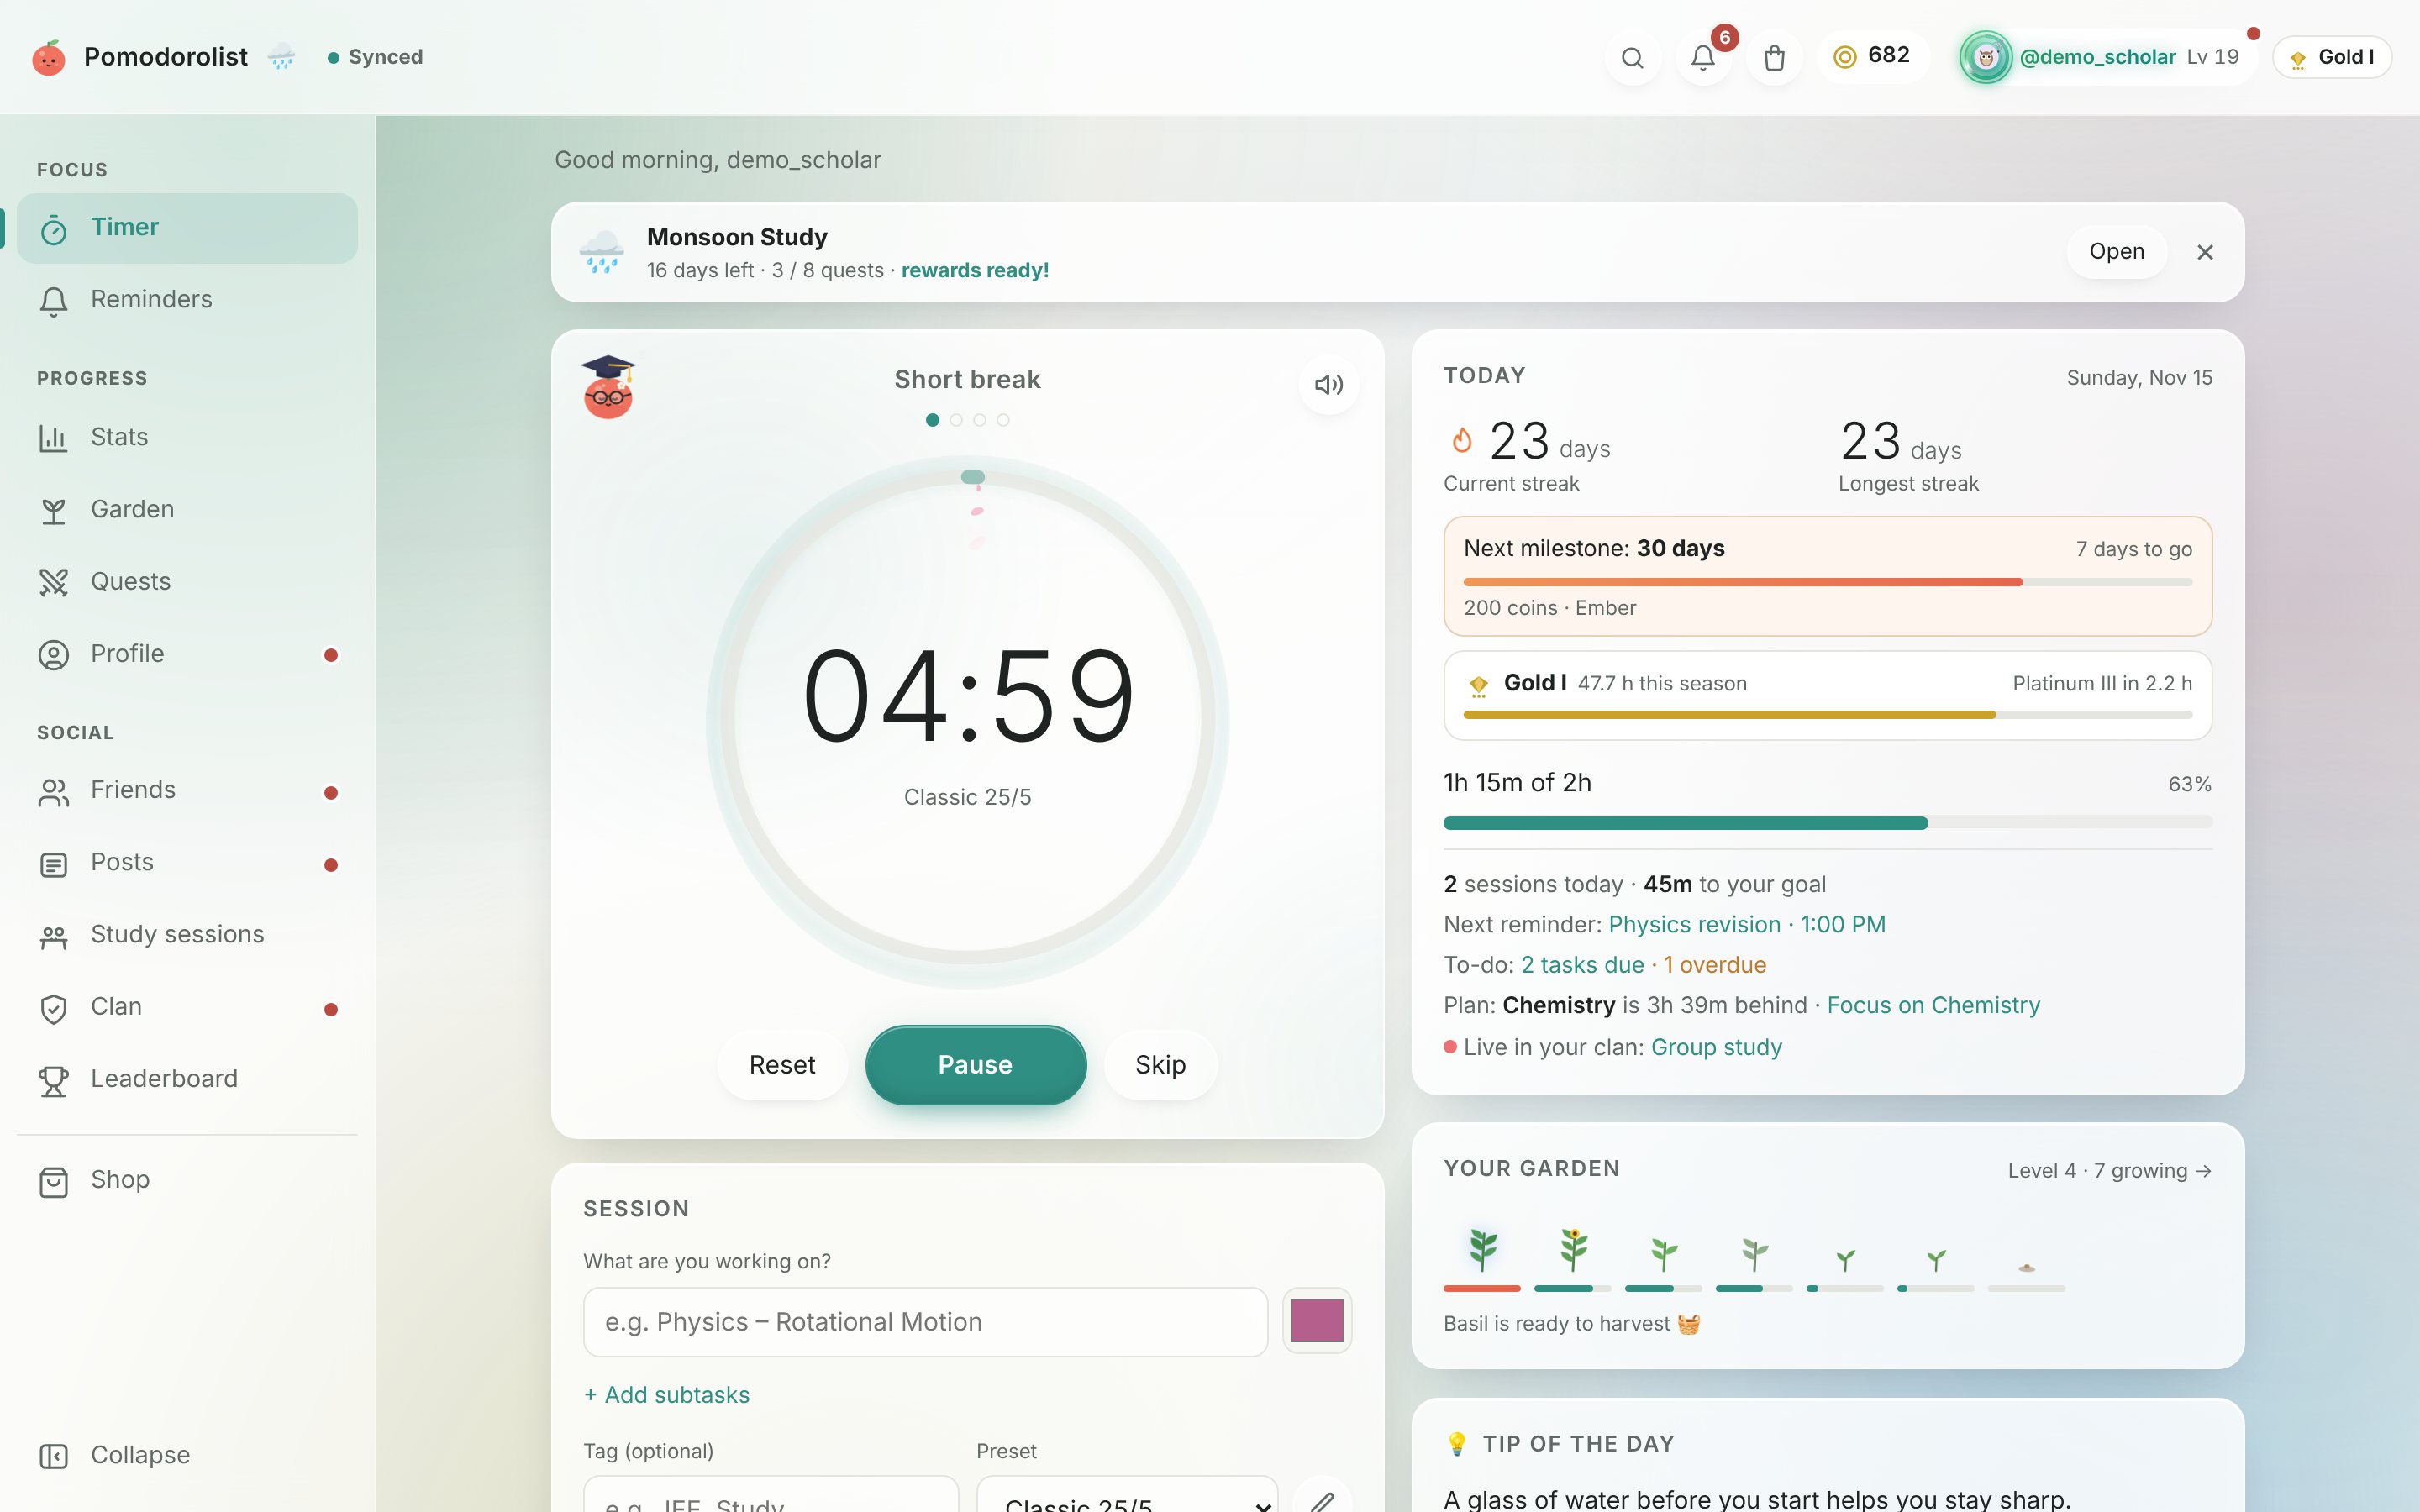 Pomodorolist
Synced
6
682
@demo_scholar Lv 19
Gold I
FOCUS
Timer
Reminders
PROGRESS
Stats
Garden
Quests
Profile
SOCIAL
Friends
Posts
Study sessions
Clan
Leaderboard
Shop
Collapse
Good morning, demo_scholar
Monsoon Study
16 days left · 3 / 8 quests · rewards ready!
Open
Short break
04:59
Classic 25/5
Reset
Pause
Skip
SESSION
What are you working on?
e.g. Physics – Rotational Motion
+ Add subtasks
Tag (optional)
Preset
e.g. JEE, Study
Classic 25/5
TODAY
Sunday, Nov 15
23 days
23 days
Current streak
Longest streak
Next milestone: 30 days
7 days to go
200 coins · Ember
Gold I 47.7 h this season
Platinum III in 2.2 h
1h 15m of 2h
63%
2 sessions today · 45m to your goal
Next reminder: Physics revision · 1:00 PM
To-do: 2 tasks due · 1 overdue
Plan: Chemistry is 3h 39m behind · Focus on Chemistry
Live in your clan: Group study
YOUR GARDEN
Level 4 · 7 growing →
Basil is ready to harvest
TIP OF THE DAY
A glass of water before you start helps you stay sharp.